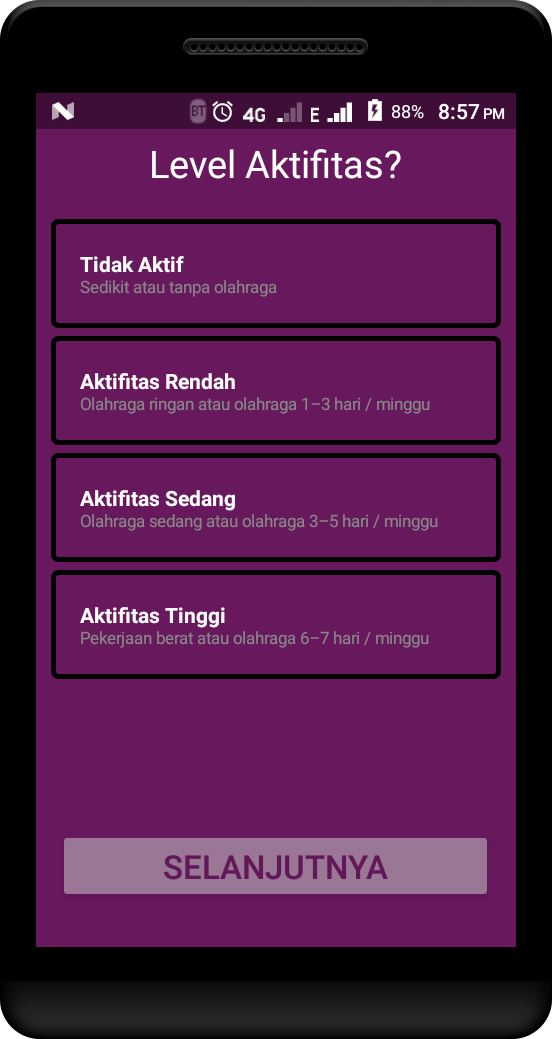 BT 4G E 88% 8:57 PM
Level Aktifitas?
Tidak Aktif
Sedikit atau tanpa olahraga
Aktifitas Rendah
Olahraga ringan atau olahraga 1–3 hari / minggu
Aktifitas Sedang
Olahraga sedang atau olahraga 3–5 hari / minggu
Aktifitas Tinggi
Pekerjaan berat atau olahraga 6–7 hari / minggu
SELANJUTNYA